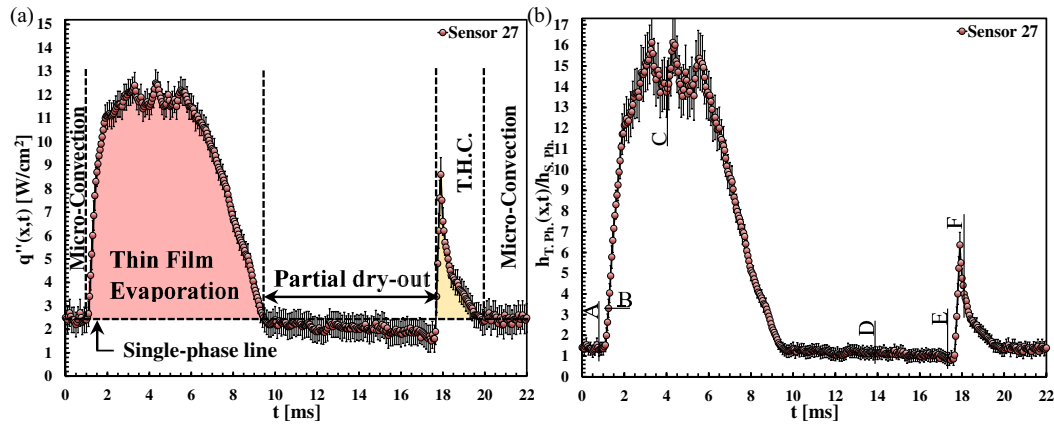 (a)
15
14
13
12
11
10
9
8
7
6
5
4
3
2
1
0
q''(x,t) [W/cm²]
Sensor 27
Micro-Convection
Thin Film
Evaporation
Partial dry-out
T.H.C.
Micro-Convection
Single-phase line
0 2 4 6 8 10 12 14 16 18 20 22
t [ms]
(b)
17
16
15
14
13
12
11
10
9
8
7
6
5
4
3
2
1
0
h_T. Ph.(x,t)/h_S. Ph.
Sensor 27
A
B
C
D
E
F
0 2 4 6 8 10 12 14 16 18 20 22
t [ms]